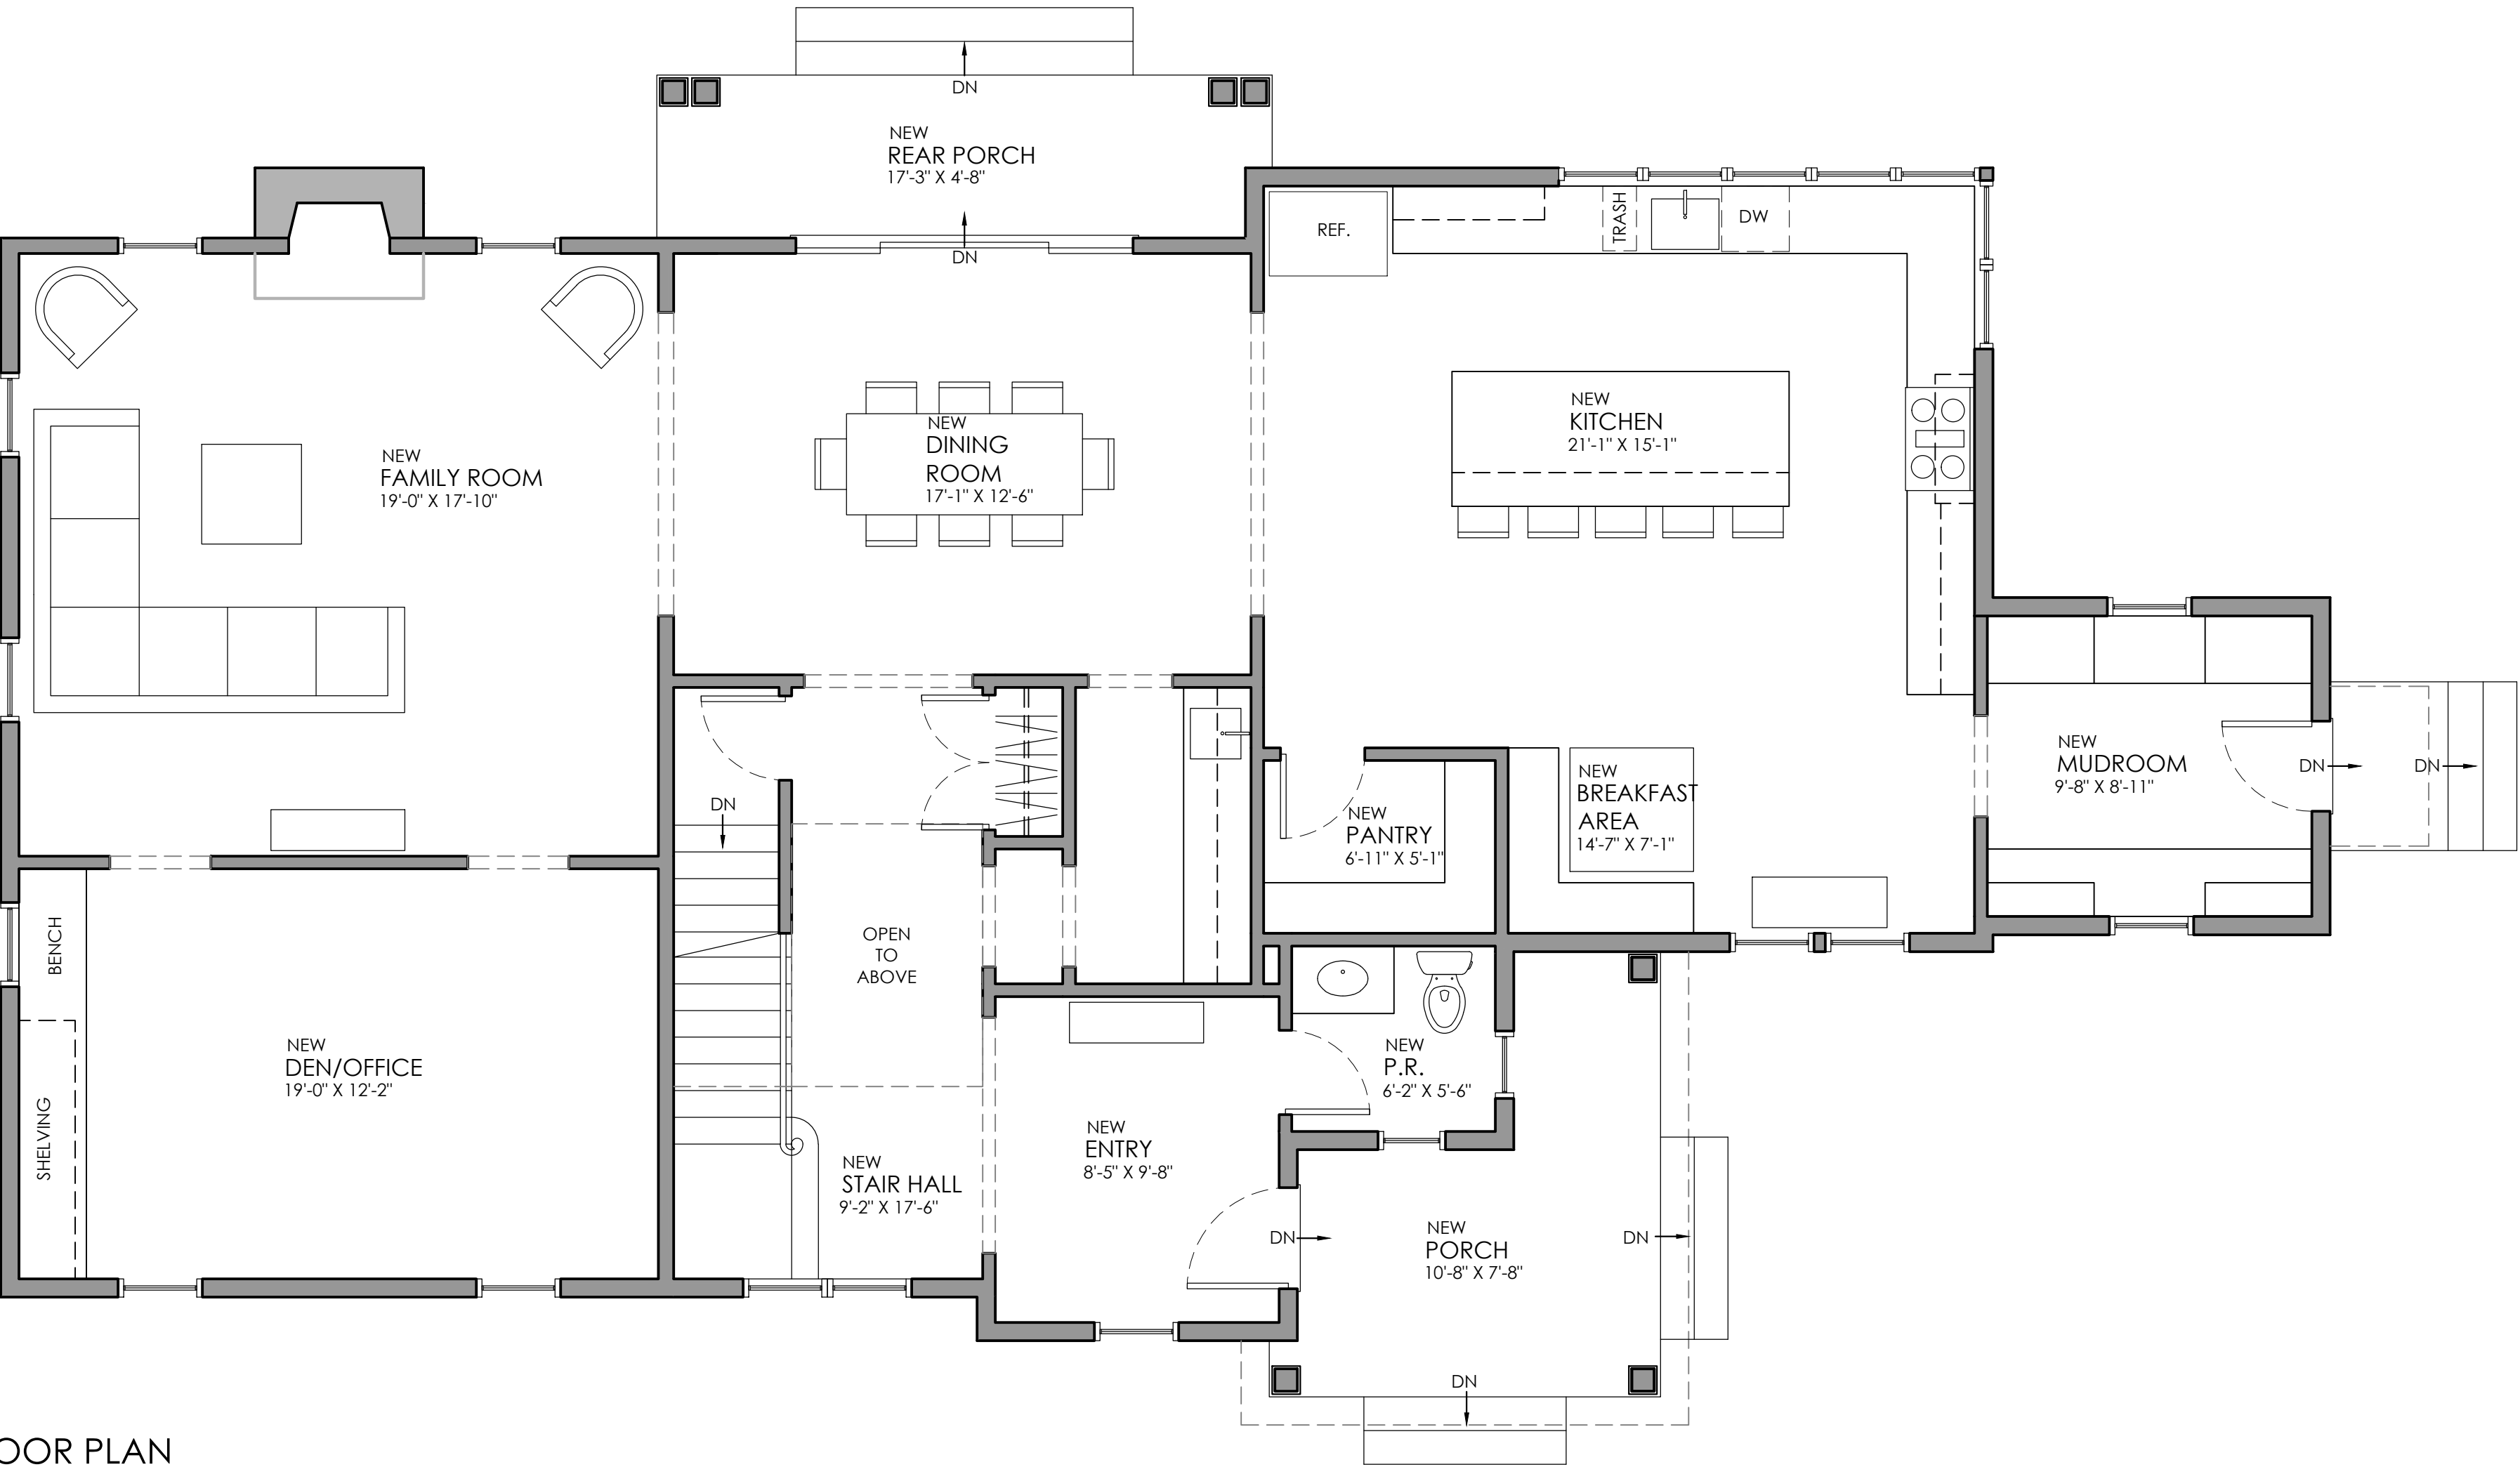 DN
NEW
REAR PORCH
17'-3" X 4'-8"
DN
REF.
TRASH
DW
NEW
FAMILY ROOM
19'-0" X 17'-10"
NEW
DINING
ROOM
17'-1" X 12'-6"
NEW
KITCHEN
21'-1" X 15'-1"
NEW
MUDROOM
9'-8" X 8'-11"
DN
DN
DN
NEW
PANTRY
6'-11" X 5'-1"
NEW
BREAKFAST
AREA
14'-7" X 7'-1"
BENCH
SHELVING
OPEN
TO
ABOVE
NEW
DEN/OFFICE
19'-0" X 12'-2"
NEW
P.R.
6'-2" X 5'-6"
NEW
ENTRY
8'-5" X 9'-8"
NEW
STAIR HALL
9'-2" X 17'-6"
DN
NEW
PORCH
10'-8" X 7'-8"
DN
DN
OOR PLAN